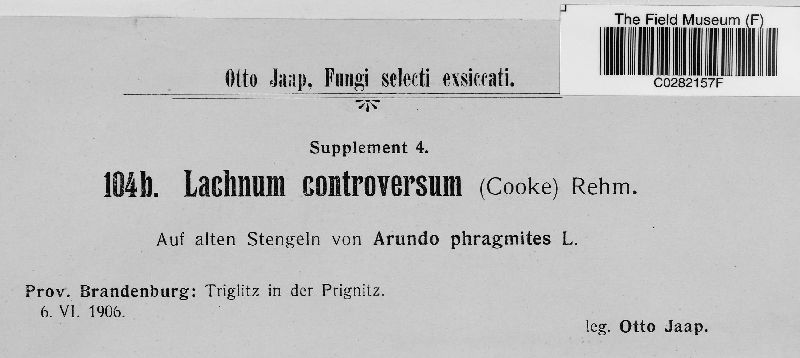 The Field Museum (F)
C0282157F
Otto Jaap, Fungi selecti exsiccati.
Supplement 4.
104b. Lachnum controversum (Cooke) Rehm.
Auf alten Stengeln von Arundo phragmites L.
Prov. Brandenburg: Triglitz in der Prignitz.
6. VI. 1906.
leg. Otto Jaap.